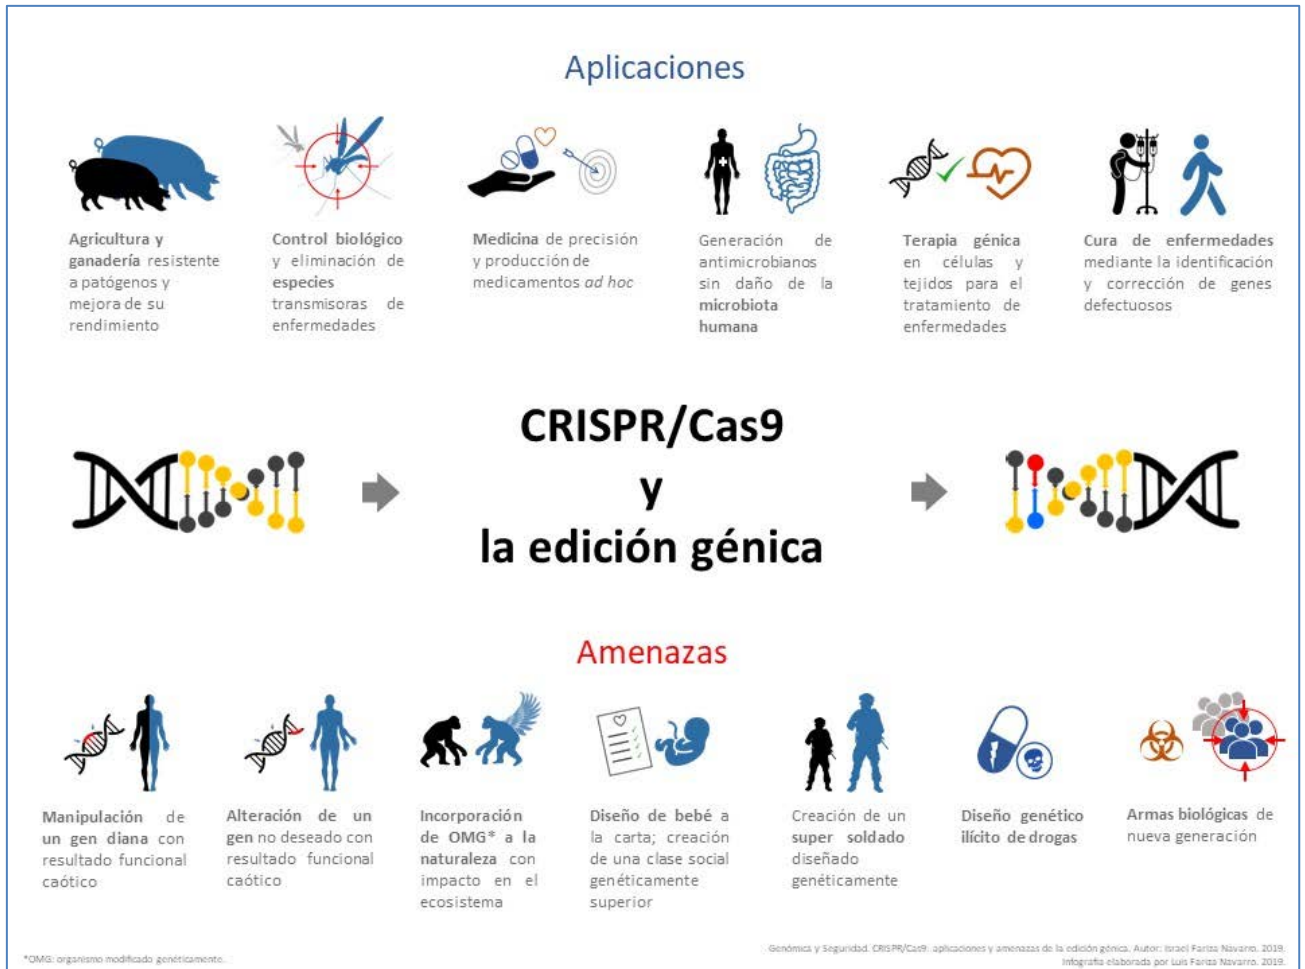 Aplicaciones
Agricultura y
ganadería resistente
a patógenos y
mejora de su
rendimiento
Control biológico
y eliminación de
especies
transmisoras de
enfermedades
Medicina de precisión
y producción de
medicamentos ad hoc
Generación de
antimicrobianos
sin daño de la
microbiota
humana
Terapia génica
en células y
tejidos para el
tratamiento de
enfermedades
Cura de enfermedades
mediante la identificación
y corrección de genes
defectuosos
CRISPR/Cas9
y
la edición génica
Amenazas
Manipulación de
un gen diana con
resultado funcional
caótico
Alteración de un
gen no deseado con
resultado funcional
caótico
Incorporación
de OMG* a la
naturaleza con
impacto en el
ecosistema
Diseño de bebé a
la carta; creación
de una clase social
genéticamente
superior
Creación de un
super soldado
diseñado
genéticamente
Diseño genético
ilícito de drogas
Armas biológicas de
nueva generación
*OMG: organismo modificado genéticamente.
Genómica y Seguridad. CRISPR/Cas9: aplicaciones y amenazas de la edición génica. Autor: Israel Fariza Navarro. 2019.
Infografía elaborada por Luis Fariza Navarro. 2019.